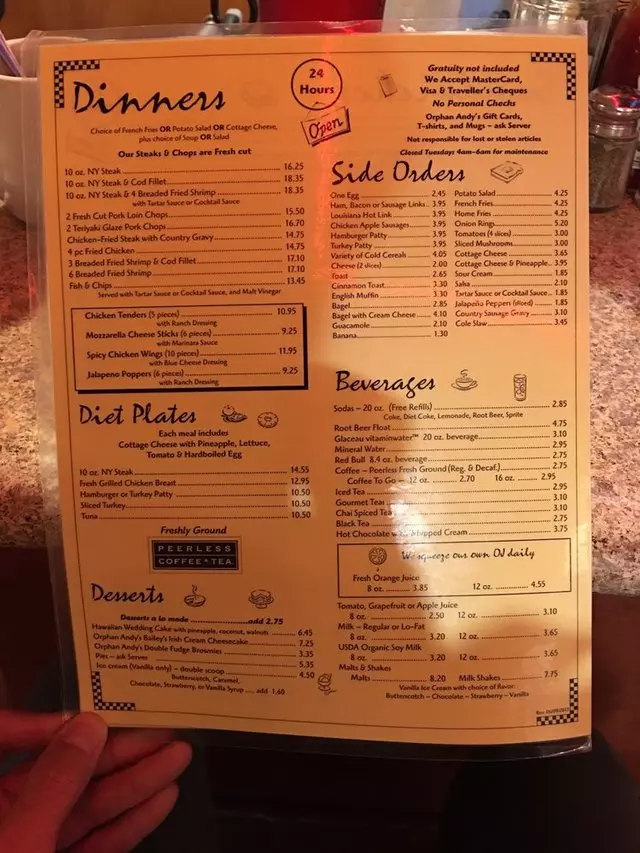 Dinners
Choice of French Fries OR Potato Salad OR Cottage Cheese,
plus choice of Soup OR Salad
Our Steaks & Chops are Fresh cut
10 oz. NY Steak 16.25
10 oz. NY Steak & Cod Fillet 18.35
10 oz. NY Steak & 4 Breaded Fried Shrimp 18.35
with Tartar Sauce or Cocktail Sauce
2 Fresh Cut Pork Loin Chops 15.50
2 Teriyaki Glaze Pork Chops 16.70
Chicken-Fried Steak with Country Gravy 14.75
4 pc Fried Chicken 14.75
3 Breaded Fried Shrimp & Cod Fillet 17.10
6 Breaded Fried Shrimp 17.10
Fish & Chips 13.45
Served with Tartar Sauce or Cocktail Sauce, and Malt Vinegar
Chicken Tenders (5 pieces) 10.95
with Ranch Dressing
Mozzarella Cheese Sticks (6 pieces) 9.25
with Marinara Sauce
Spicy Chicken Wings (10 pieces) 11.95
with Blue Cheese Dressing
Jalapeno Poppers (6 pieces) 9.25
with Ranch Dressing
Diet Plates
Each meal includes
Cottage Cheese with Pineapple, Lettuce,
Tomato & Hardboiled Egg
10 oz. NY Steak 14.55
Fresh Grilled Chicken Breast 12.95
Hamburger or Turkey Patty 10.50
Sliced Turkey 10.50
Tuna 10.50
Freshly Ground
PEERLESS
COFFEE & TEA
Desserts
Desserts a la mode add 2.75
Hawaiian Wedding Cake with pineapple, coconut, walnuts 6.45
Orphan Andy's Bailey's Irish Cream Cheesecake 7.25
Orphan Andy's Double Fudge Brownies 3.35
Pies – ask Server 5.35
Ice cream (Vanilla only) – double scoop 4.50
Butterscotch, Caramel,
Chocolate, Strawberry, or Vanilla Syrup add 1.60
24
Hours
Open
Gratuity not included
We Accept MasterCard,
Visa & Traveller's Cheques
No Personal Checks
Orphan Andy's Gift Cards,
T-shirts, and Mugs – ask Server
Not responsible for lost or stolen articles
Closed Tuesdays 4am–6am for maintenance
Side Orders
One Egg 2.45
Ham, Bacon or Sausage Links 3.95
Louisiana Hot Link 3.95
Chicken Apple Sausages 3.95
Hamburger Patty 3.95
Turkey Patty 3.95
Variety of Cold Cereals 4.05
Cheese (2 slices) 2.00
Toast 2.65
Cinnamon Toast 3.30
English Muffin 3.30
Bagel 2.85
Bagel with Cream Cheese 4.10
Guacamole 2.10
Banana 1.30
Potato Salad 4.25
French Fries 4.25
Home Fries 4.25
Onion Rings 5.20
Tomatoes (4 slices) 3.00
Sliced Mushrooms 3.00
Cottage Cheese 3.65
Cottage Cheese & Pineapple 3.95
Sour Cream 1.85
Salsa 2.10
Tartar Sauce or Cocktail Sauce 1.85
Jalapeño Peppers (sliced) 1.85
Country Sausage Gravy 3.10
Cole Slaw 3.45
Beverages
Sodas – 20 oz. (Free Refills) 2.85
Coke, Diet Coke, Lemonade, Root Beer, Sprite
Root Beer Float 4.75
Glaceau vitaminwater™ 20 oz. beverage 3.10
Mineral Water 2.95
Red Bull 8.4 oz. beverage 2.75
Coffee – Peerless Fresh Ground (Reg. & Decaf.) 2.75
Coffee To Go – 12 oz. 2.70 16 oz. 2.95
Iced Tea 2.95
Gourmet Tea 3.10
Chai Spiced Tea 3.10
Black Tea 2.75
Hot Chocolate with Whipped Cream 3.75
We squeeze our own OJ daily
Fresh Orange Juice
8 oz. 3.85 12 oz. 4.55
Tomato, Grapefruit or Apple Juice
8 oz. 2.50 12 oz. 3.10
Milk – Regular or Lo-Fat
8 oz. 3.20 12 oz. 3.65
USDA Organic Soy Milk
8 oz. 3.20 12 oz. 3.65
Malts & Shakes
Malts 8.20 Milk Shakes 7.75
Vanilla Ice Cream with choice of flavor
Butterscotch – Chocolate – Strawberry – Vanilla